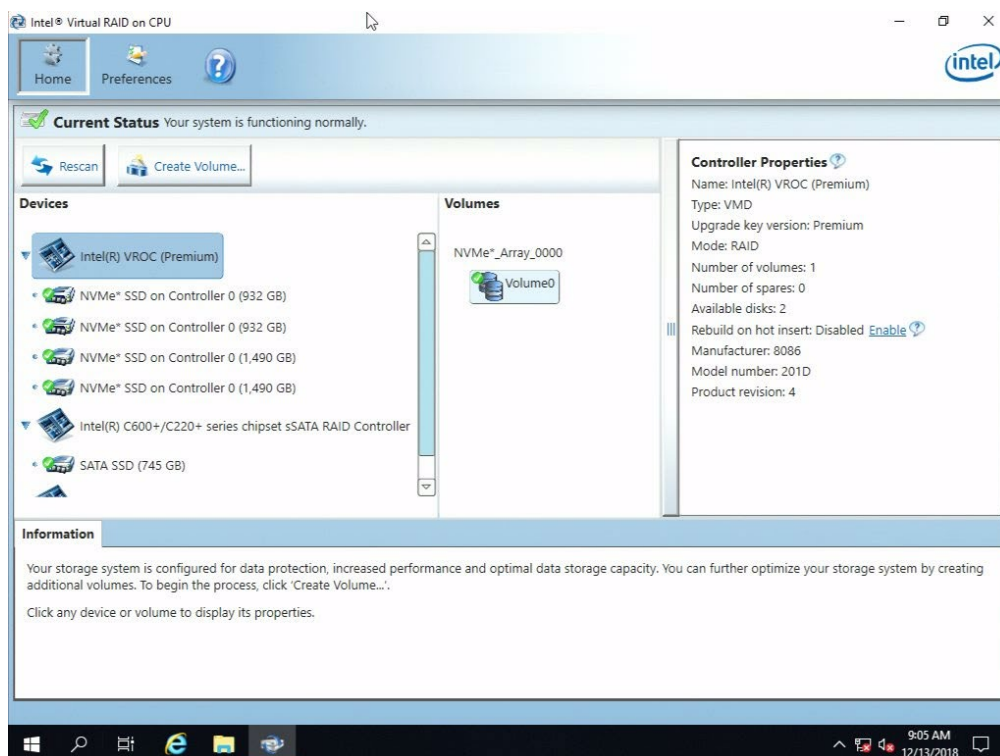 Intel® Virtual RAID on CPU
Home
Preferences
intel
Current Status Your system is functioning normally.
Rescan
Create Volume...
Devices
Intel(R) VROC (Premium)
NVMe* SSD on Controller 0 (932 GB)
NVMe* SSD on Controller 0 (932 GB)
NVMe* SSD on Controller 0 (1,490 GB)
NVMe* SSD on Controller 0 (1,490 GB)
Intel(R) C600+/C220+ series chipset sSATA RAID Controller
SATA SSD (745 GB)
Volumes
NVMe*_Array_0000
Volume0
Controller Properties
Name: Intel(R) VROC (Premium)
Type: VMD
Upgrade key version: Premium
Mode: RAID
Number of volumes: 1
Number of spares: 0
Available disks: 2
Rebuild on hot insert: Disabled Enable
Manufacturer: 8086
Model number: 201D
Product revision: 4
Information
Your storage system is configured for data protection, increased performance and optimal data storage capacity. You can further optimize your storage system by creating
additional volumes. To begin the process, click 'Create Volume...'.
Click any device or volume to display its properties.
9:05 AM
12/13/2018